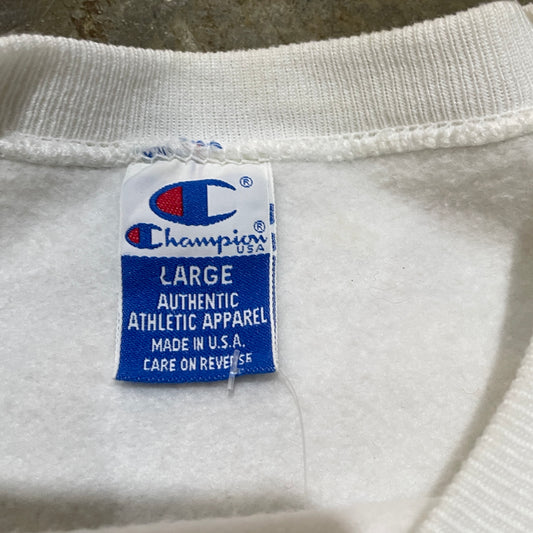 ®
Champion®
USA
LARGE
AUTHENTIC
ATHLETIC APPAREL
MADE IN U.S.A.
CARE ON REVERSE